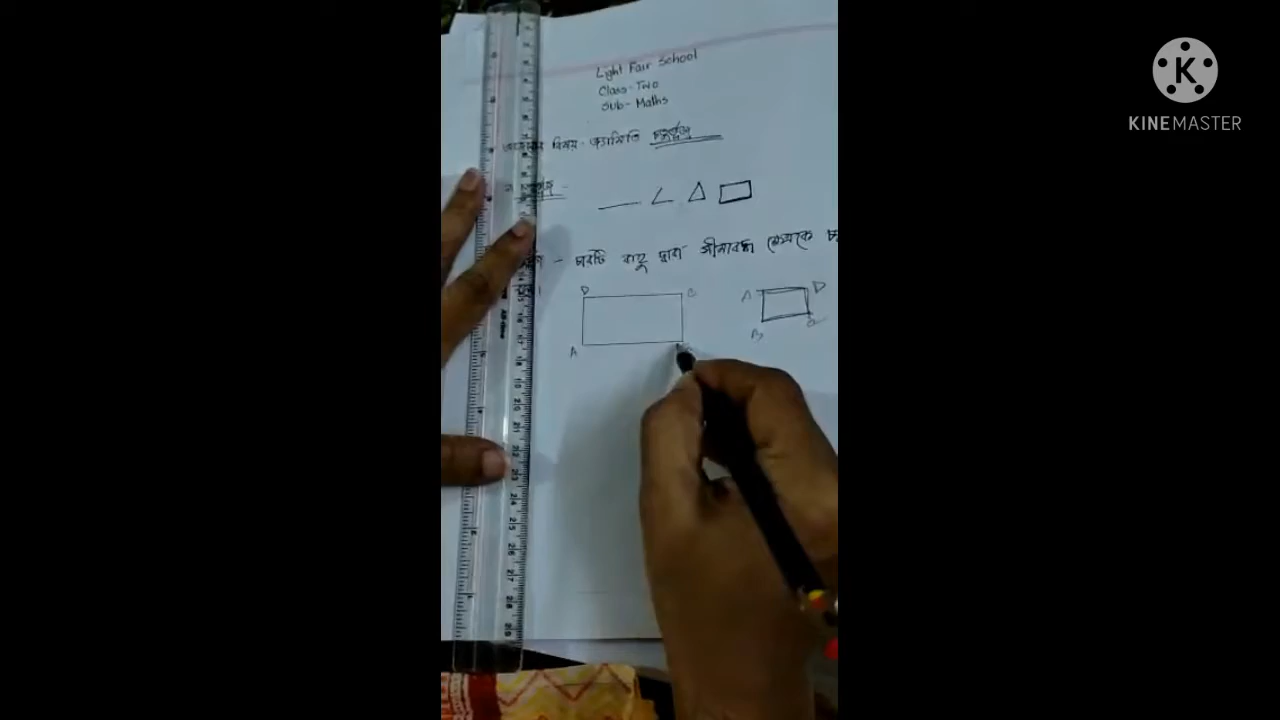 Light Fair School
Class-Two
Sub- Maths
বিষয়- জ্যামিতি চতুর্ভুজ
- চারটি বাহু দ্বারা সীমাবদ্ধ ক্ষেত্রকে
D C A D
A B C
KINEMASTER